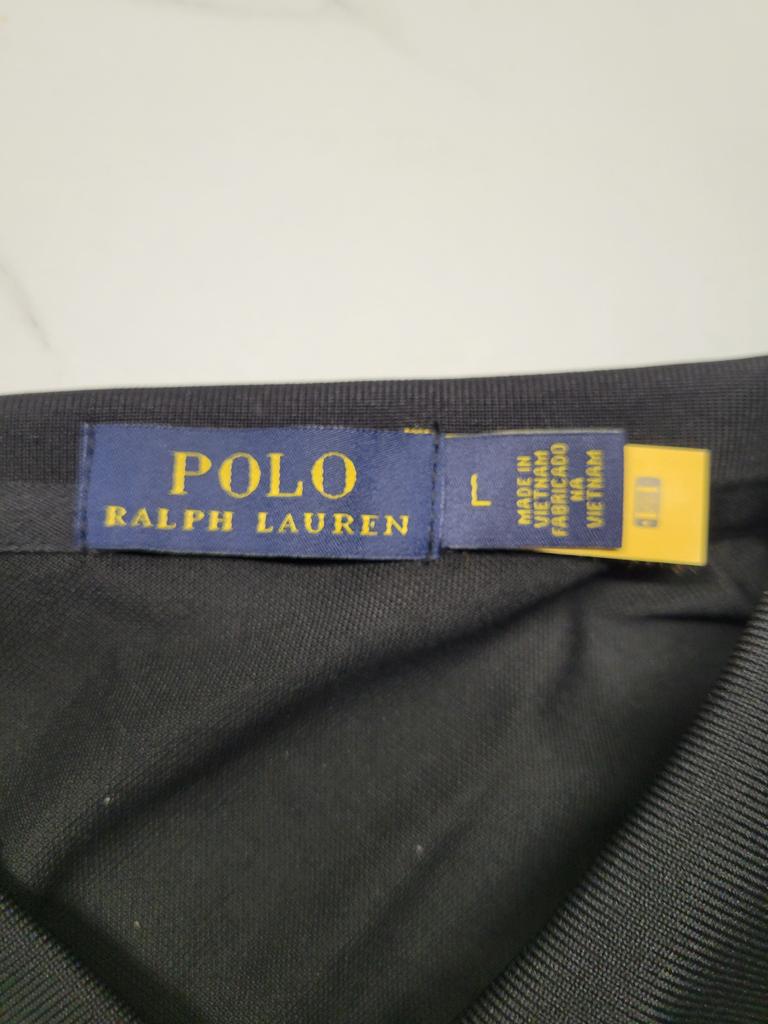 POLO
RALPH LAUREN
L
MADE IN
VIETNAM
FABRICADO
NA
VIETNAM